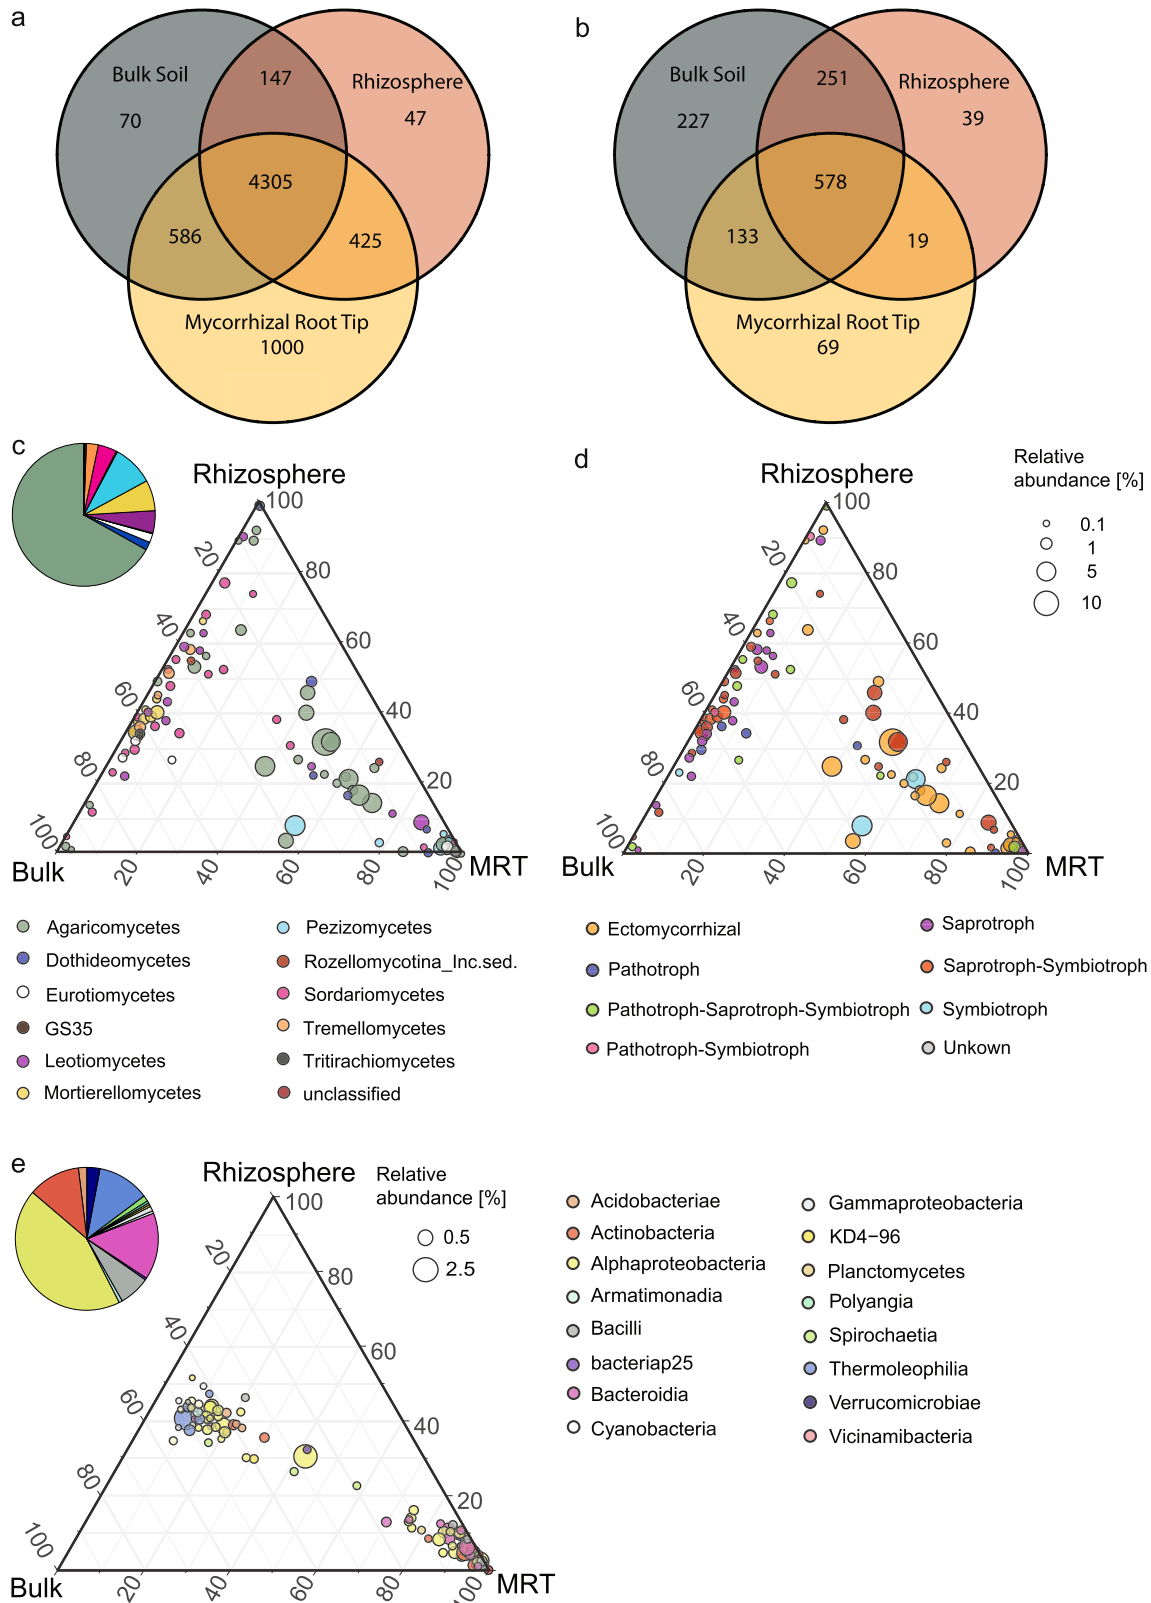 a
Bulk Soil
147
Rhizosphere
70
47
4305
586
425
Mycorrhizal Root Tip
1000
b
Bulk Soil
251
Rhizosphere
227
39
578
133
19
Mycorrhizal Root Tip
69
c
Rhizosphere
100
80
60
40
20
20
40
60
80
100
Bulk
20
40
60
80
100
MRT
d
Rhizosphere
100
80
60
40
20
20
40
60
80
100
Bulk
20
40
60
80
100
MRT
Relative
abundance [%]
0.1
1
5
10
Agaricomycetes
Dothideomycetes
Eurotiomycetes
GS35
Leotiomycetes
Mortierellomycetes
Pezizomycetes
Rozellomycotina_Inc.sed.
Sordariomycetes
Tremellomycetes
Tritirachiomycetes
unclassified
Ectomycorrhizal
Pathotroph
Pathotroph-Saprotroph-Symbiotroph
Pathotroph-Symbiotroph
Saprotroph
Saprotroph-Symbiotroph
Symbiotroph
Unkown
e
Rhizosphere
100
80
60
40
20
20
40
60
80
100
Bulk
20
40
60
80
100
MRT
Relative
abundance [%]
0.5
2.5
Acidobacteriae
Actinobacteria
Alphaproteobacteria
Armatimonadia
Bacilli
bacteriap25
Bacteroidia
Cyanobacteria
Gammaproteobacteria
KD4−96
Planctomycetes
Polyangia
Spirochaetia
Thermoleophilia
Verrucomicrobiae
Vicinamibacteria